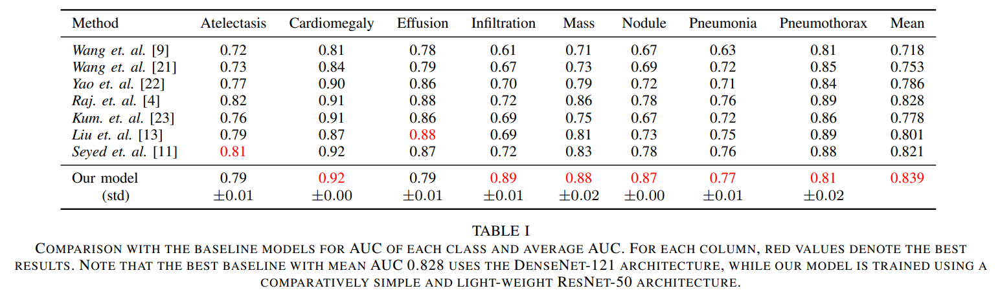 Method Atelectasis Cardiomegaly Effusion Infiltration Mass Nodule Pneumonia Pneumothorax Mean
Wang et. al. [9] 0.72 0.81 0.78 0.61 0.71 0.67 0.63 0.81 0.718
Wang et. al. [21] 0.73 0.84 0.79 0.67 0.73 0.69 0.72 0.85 0.753
Yao et. al. [22] 0.77 0.90 0.86 0.70 0.79 0.72 0.71 0.84 0.786
Raj. et. al. [4] 0.82 0.91 0.88 0.72 0.86 0.78 0.76 0.89 0.828
Kum. et. al. [23] 0.76 0.91 0.86 0.69 0.75 0.67 0.72 0.86 0.778
Liu et. al. [13] 0.79 0.87 0.88 0.69 0.81 0.73 0.75 0.89 0.801
Seyed et. al. [11] 0.81 0.92 0.87 0.72 0.83 0.78 0.76 0.88 0.821
Our model 0.79 0.92 0.79 0.89 0.88 0.87 0.77 0.81 0.839
(std) ±0.01 ±0.00 ±0.01 ±0.01 ±0.02 ±0.00 ±0.01 ±0.02
TABLE I
COMPARISON WITH THE BASELINE MODELS FOR AUC OF EACH CLASS AND AVERAGE AUC. FOR EACH COLUMN, RED VALUES DENOTE THE BEST
RESULTS. NOTE THAT THE BEST BASELINE WITH MEAN AUC 0.828 USES THE DENSENET-121 ARCHITECTURE, WHILE OUR MODEL IS TRAINED USING A
COMPARATIVELY SIMPLE AND LIGHT-WEIGHT RESNET-50 ARCHITECTURE.